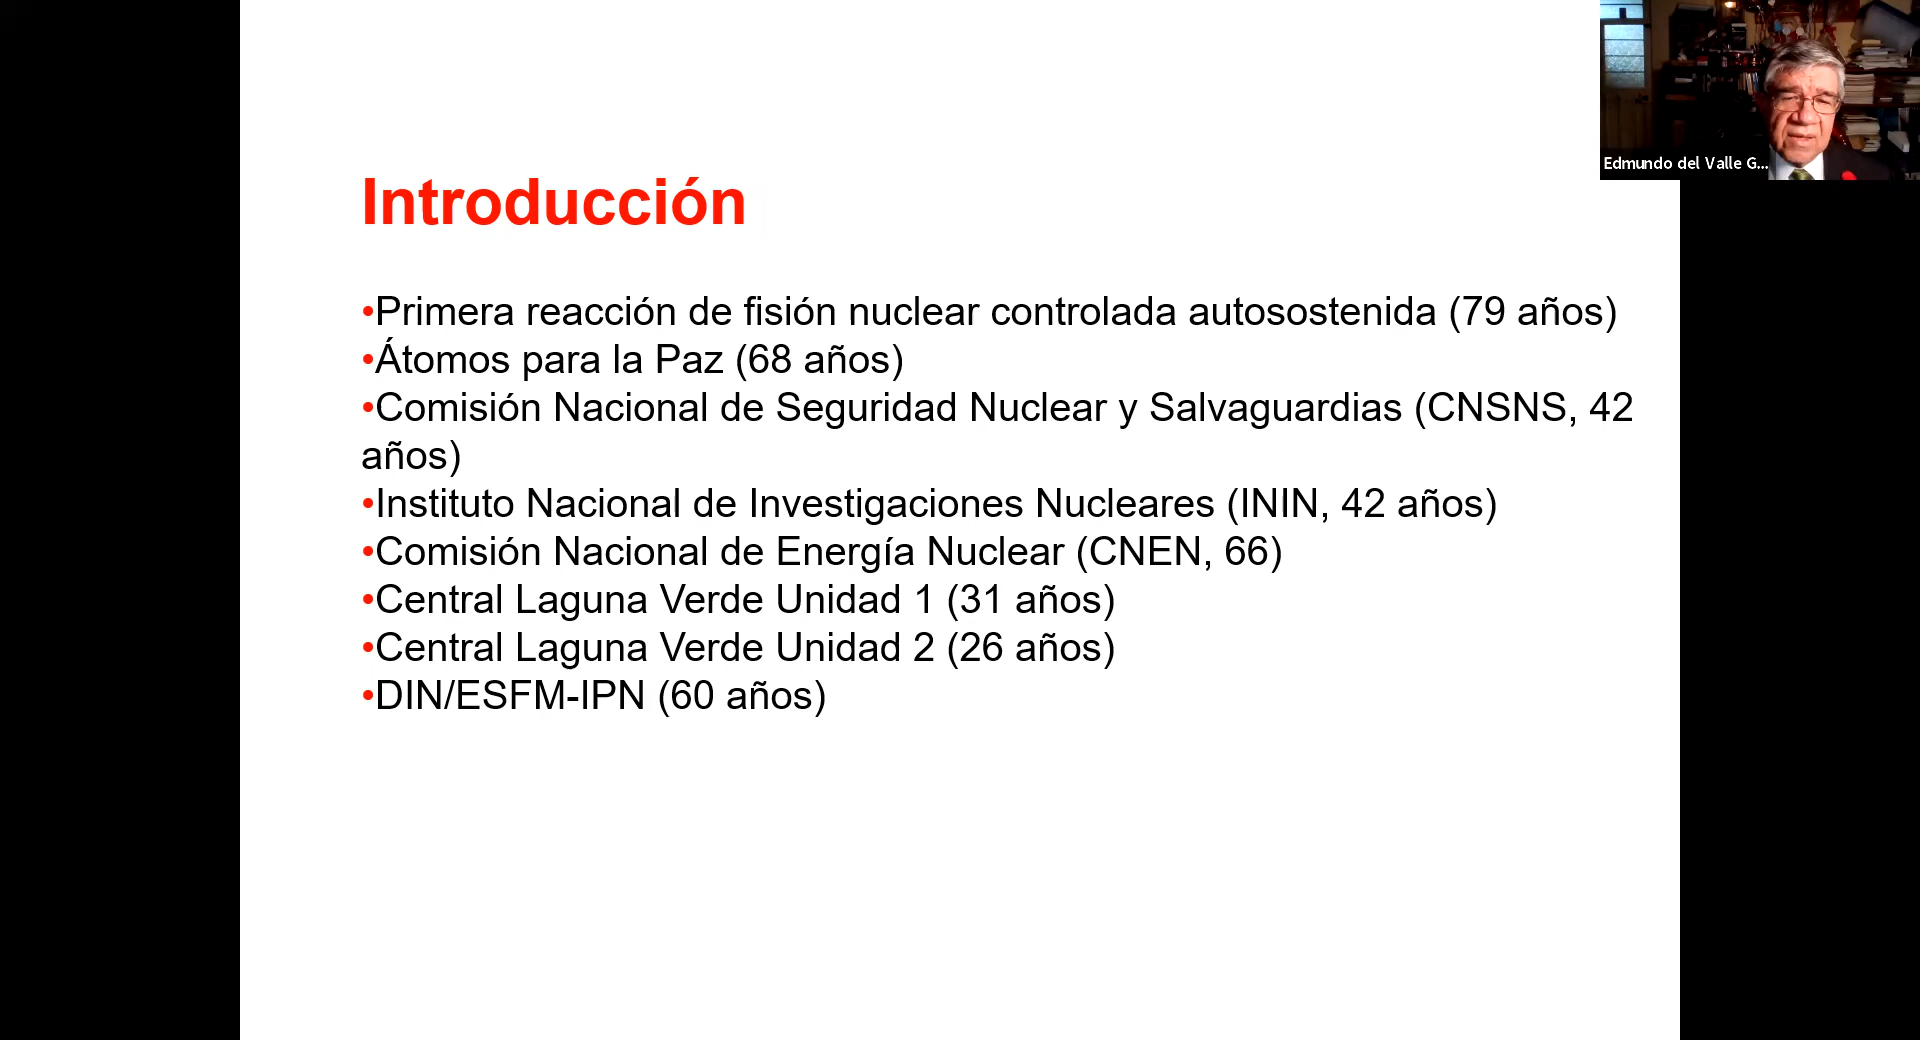 Edmundo del Valle G...
Introducción
•Primera reacción de fisión nuclear controlada autosostenida (79 años)
•Átomos para la Paz (68 años)
•Comisión Nacional de Seguridad Nuclear y Salvaguardias (CNSNS, 42
años)
•Instituto Nacional de Investigaciones Nucleares (ININ, 42 años)
•Comisión Nacional de Energía Nuclear (CNEN, 66)
•Central Laguna Verde Unidad 1 (31 años)
•Central Laguna Verde Unidad 2 (26 años)
•DIN/ESFM-IPN (60 años)